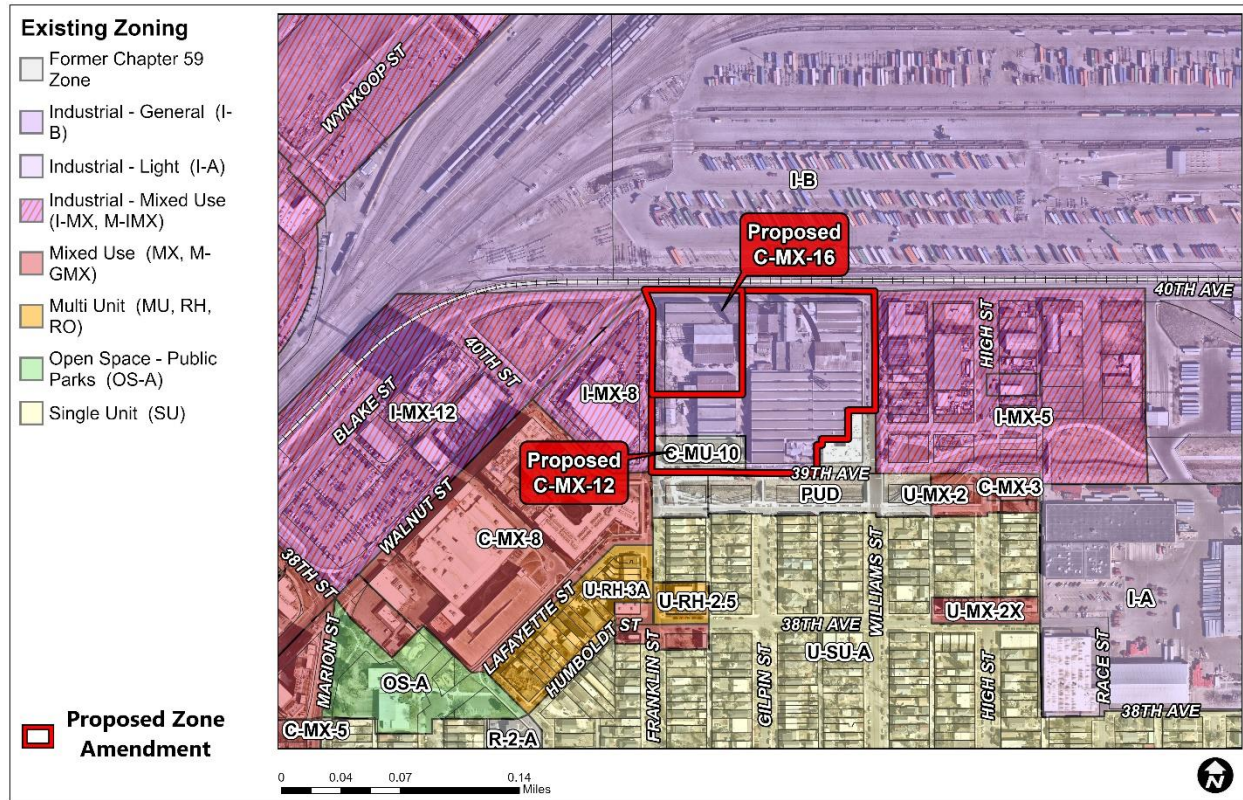 Existing Zoning
Former Chapter 59
Zone
Industrial - General (I-
B)
Industrial - Light (I-A)
Industrial - Mixed Use
(I-MX, M-IMX)
Mixed Use (MX, M-
GMX)
Multi Unit (MU, RH,
RO)
Open Space - Public
Parks (OS-A)
Single Unit (SU)
Proposed Zone
Amendment
WYNKOOP ST
I-B
Proposed
C-MX-16
40TH AVE
40TH ST
HIGH ST
I-MX-8
BLAKE ST
I-MX-12
I-MX-5
C-MU-10
Proposed
C-MX-12
39TH AVE
PUD
U-MX-2
C-MX-3
WALNUT ST
C-MX-8
38TH ST
WILLIAMS ST
U-RH-3A
U-RH-2.5
U-MX-2X
I-A
LAFAYETTE ST
HUMBOLDT ST
38TH AVE
MARION ST
U-SU-A
OS-A
FRANKLIN ST
GILPIN ST
HIGH ST
RACE ST
38TH AVE
C-MX-5
R-2-A
0 0.04 0.07 0.14
Miles
N